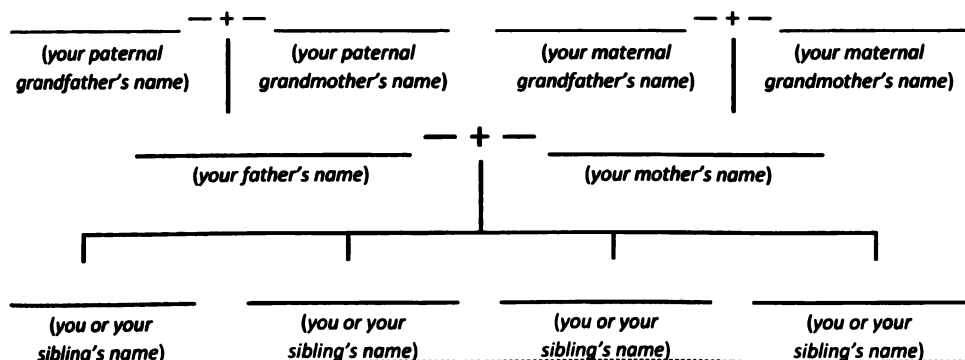 — + —
— + —
(your paternal grandfather's name)
(your paternal grandmother's name)
(your maternal grandfather's name)
(your maternal grandmother's name)
— + —
(your father's name)
(your mother's name)
(you or your sibling's name)
(you or your sibling's name)
(you or your sibling's name)
(you or your sibling's name)